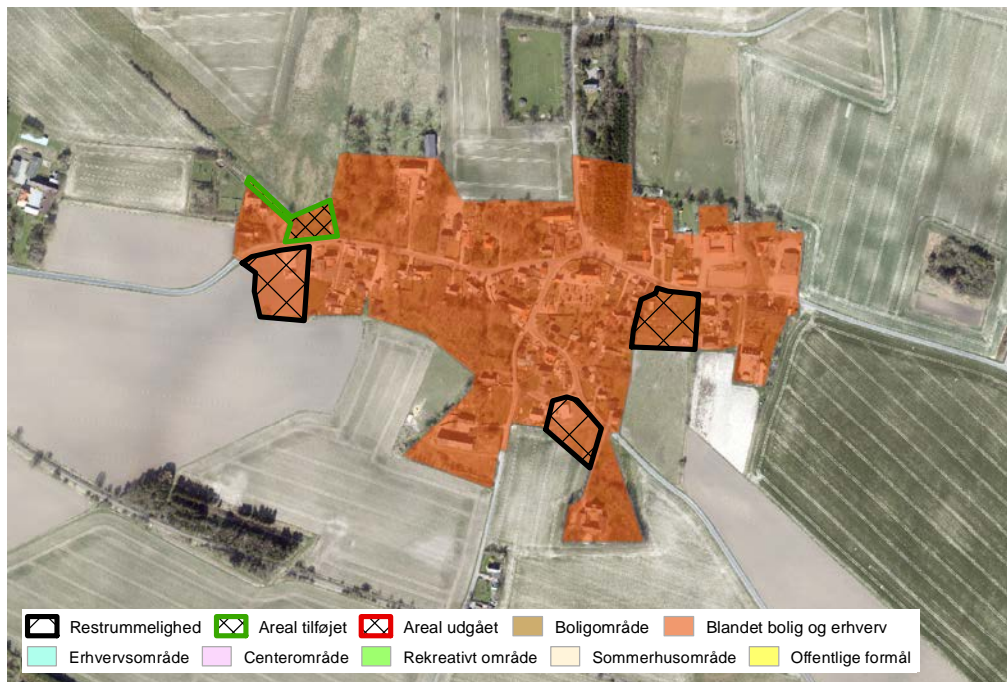 Restrummelighed Areal tilføjet Areal udgået Boligområde Blandet bolig og erhverv
Erhvervsområde Centerområde Rekreativt område Sommerhusområde Offentlige formål